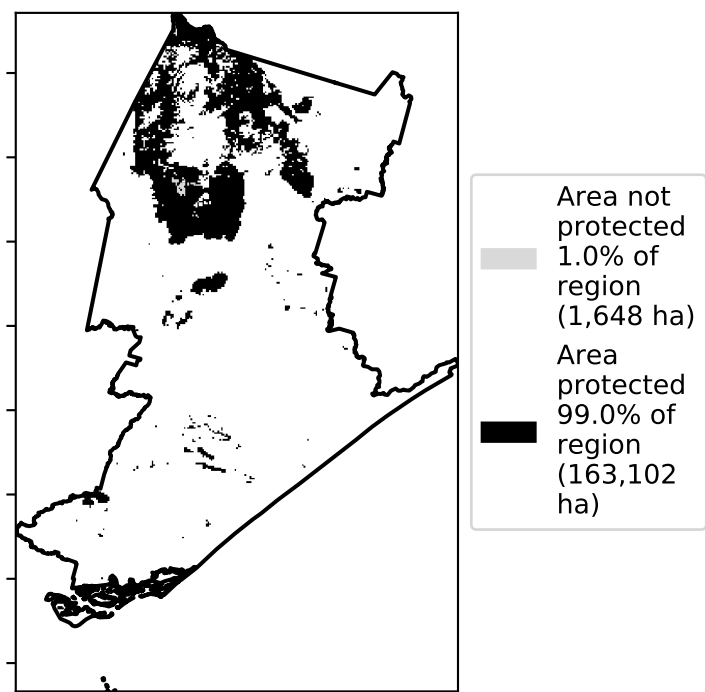 Area not
protected
1.0% of
region
(1,648 ha)
Area
protected
99.0% of
region
(163,102
ha)